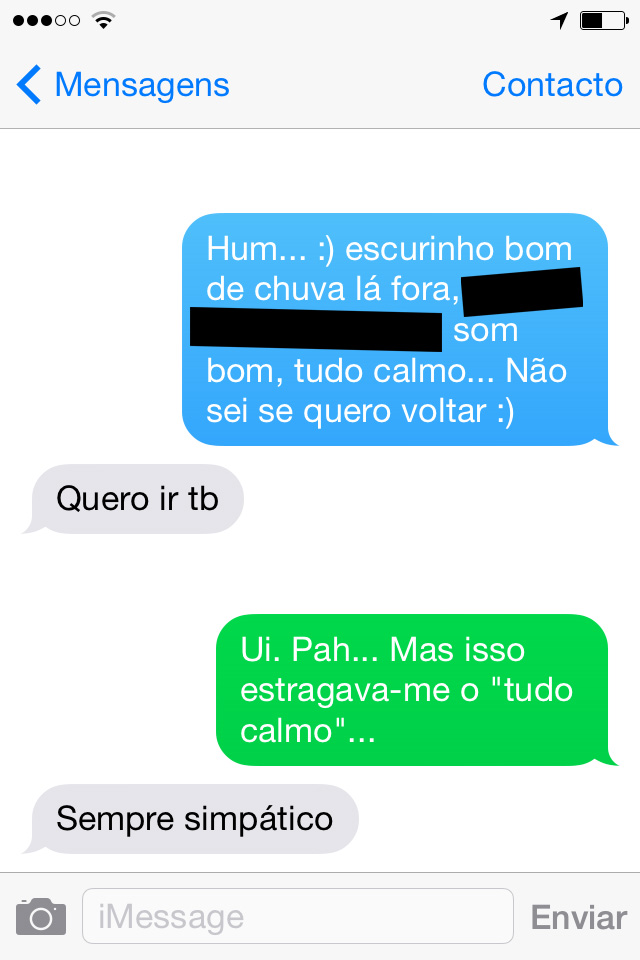 Mensagens Contacto
Hum... :) escurinho bom
de chuva lá fora,
som
bom, tudo calmo... Não
sei se quero voltar :)
Quero ir tb
Ui. Pah... Mas isso
estragava-me o "tudo
calmo"...
Sempre simpático
iMessage Enviar